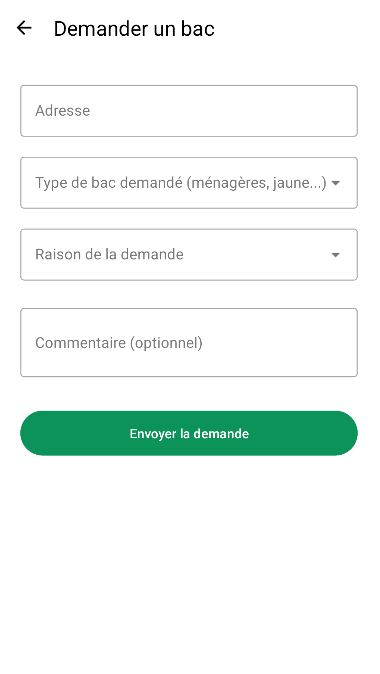 Demander un bac
Adresse
Type de bac demandé (ménagères, jaune...)
Raison de la demande
Commentaire (optionnel)
Envoyer la demande